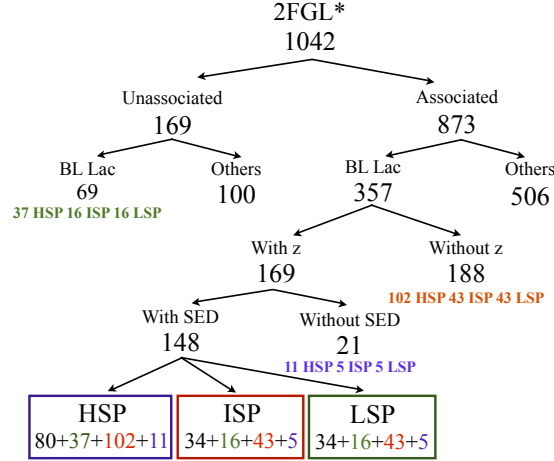 2FGL*
1042
Unassociated Associated
169 873
BL Lac Others BL Lac Others
69 100 357 506
37 HSP 16 ISP 16 LSP
With z Without z
169 188
102 HSP 43 ISP 43 LSP
With SED Without SED
148 21
11 HSP 5 ISP 5 LSP
HSP ISP LSP
80+37+102+11 34+16+43+5 34+16+43+5